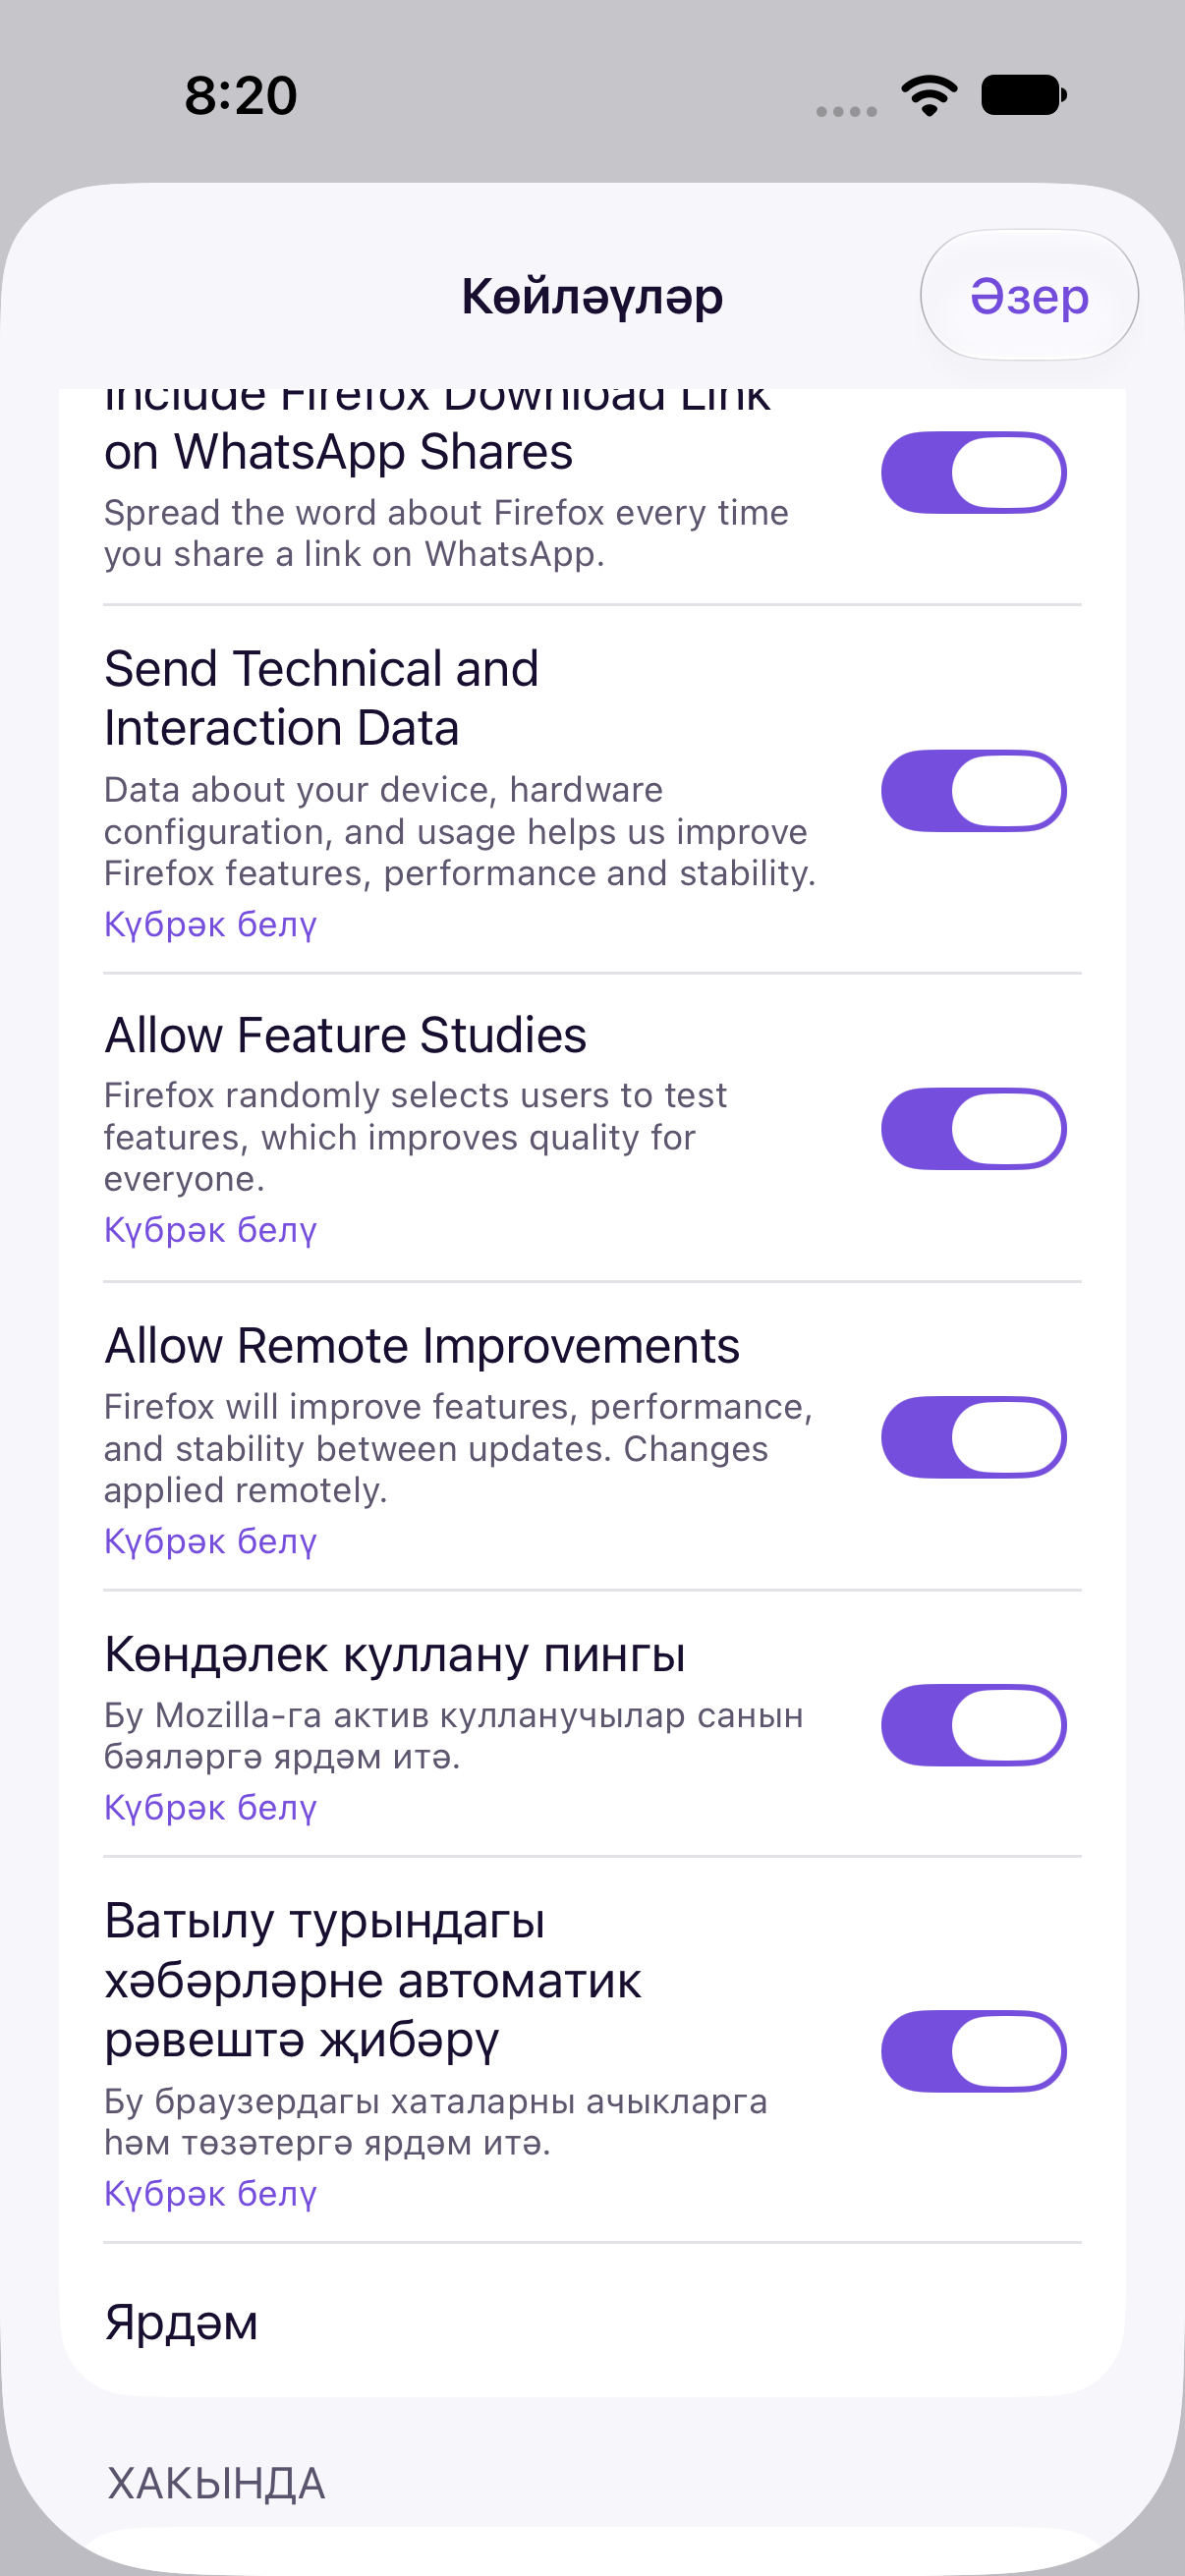 8:20
Көйләүләр
Әзер
Include Firefox Download Link
on WhatsApp Shares
Spread the word about Firefox every time
you share a link on WhatsApp.
Send Technical and
Interaction Data
Data about your device, hardware
configuration, and usage helps us improve
Firefox features, performance and stability.
Күбрәк белү
Allow Feature Studies
Firefox randomly selects users to test
features, which improves quality for
everyone.
Күбрәк белү
Allow Remote Improvements
Firefox will improve features, performance,
and stability between updates. Changes
applied remotely.
Күбрәк белү
Көндәлек куллану пингы
Бу Mozilla-га актив кулланучылар санын
бәяләргә ярдәм итә.
Күбрәк белү
Ватылу турындагы
хәбәрләрне автоматик
рәвештә җибәрү
Бу браузердагы хаталарны ачыкларга
һәм төзәтергә ярдәм итә.
Күбрәк белү
Ярдәм
ХАКЫНДА